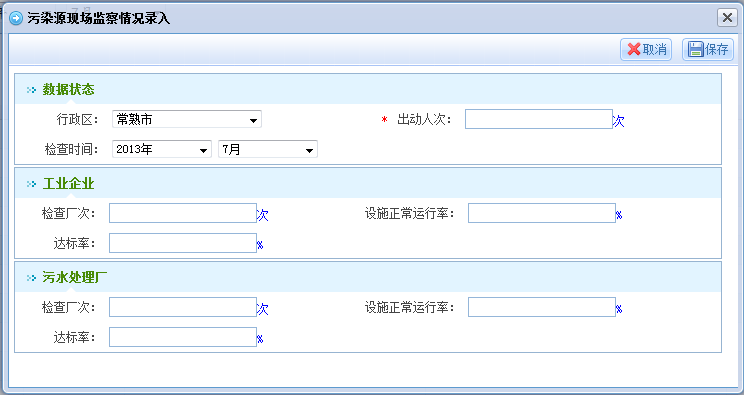 污染源现场监察情况录入
取消 保存
数据状态
行政区: 常熟市 * 出动人次: 次
检查时间: 2013年 7月
工业企业
检查厂次: 次 设施正常运行率: %
达标率: %
污水处理厂
检查厂次: 次 设施正常运行率: %
达标率: %